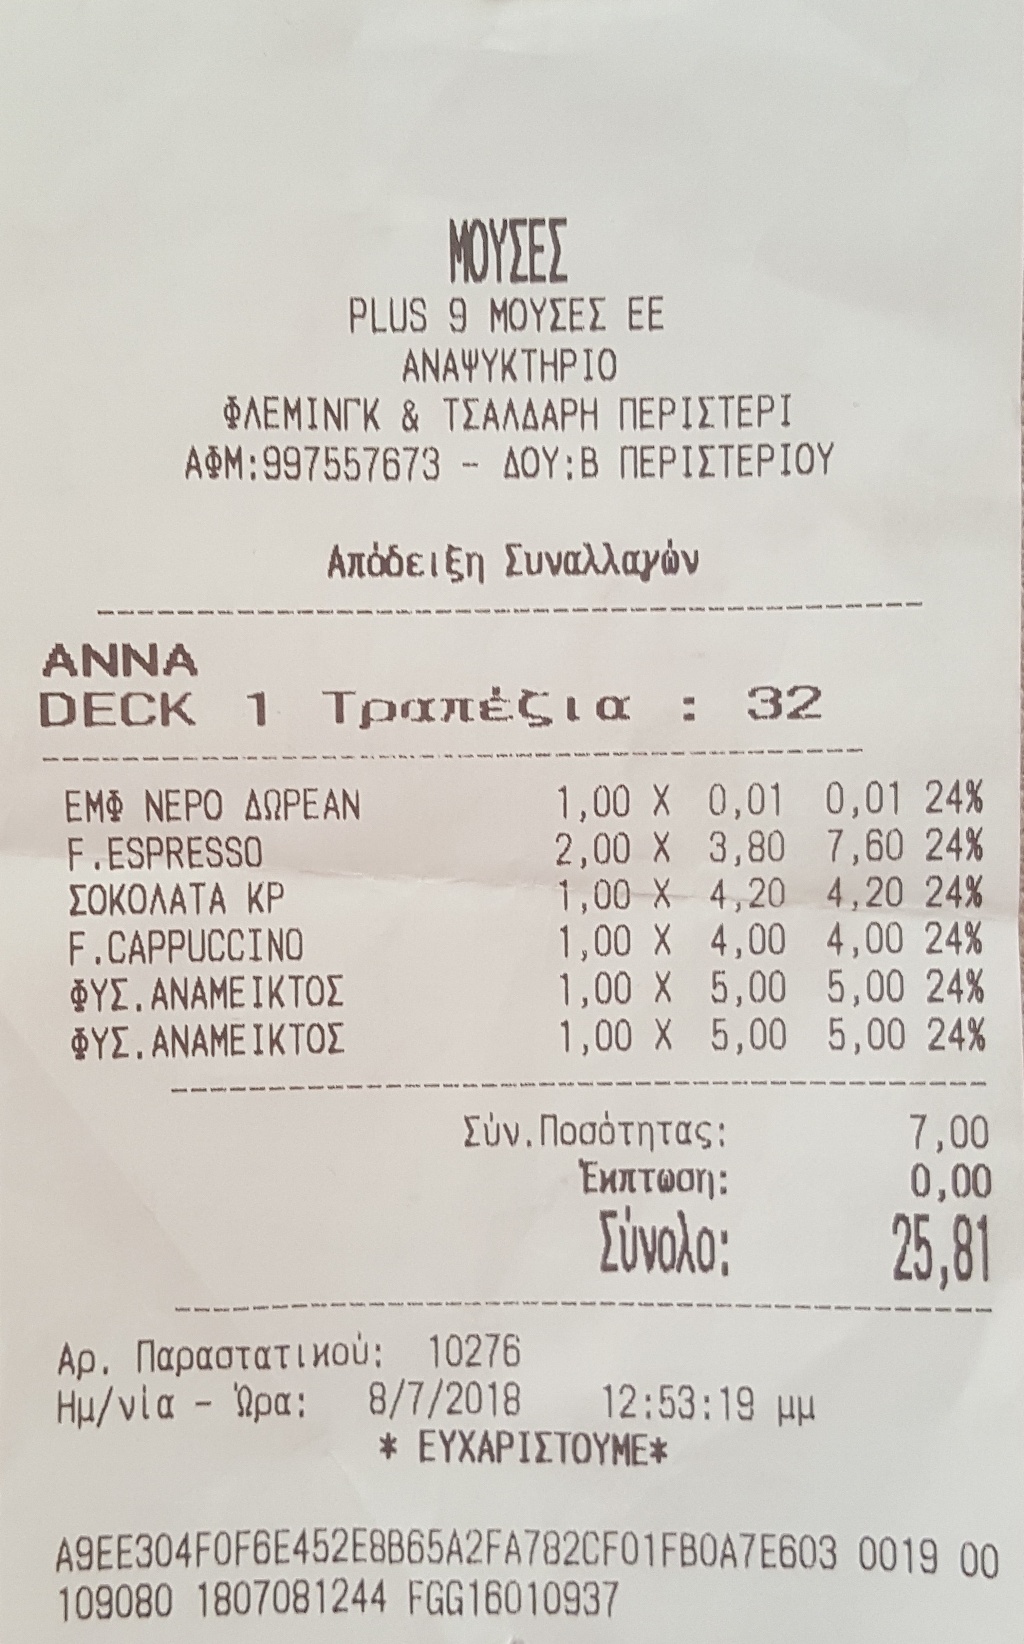 ΜΟΥΣΕΣ
PLUS 9 ΜΟΥΣΕΣ ΕΕ
ΑΝΑΨΥΚΤΗΡΙΟ
ΦΛΕΜΙΝΓΚ & ΤΣΑΛΔΑΡΗ ΠΕΡΙΣΤΕΡΙ
ΑΦΜ:997557673 - ΔΟΥ:Β ΠΕΡΙΣΤΕΡΙΟΥ
Απόδειξη Συναλλαγών
ΑΝΝΑ
DECK 1 Τραπέζια : 32
ΕΜΦ ΝΕΡΟ ΔΩΡΕΑΝ 1,00 X 0,01 0,01 24%
F.ESPRESSO 2,00 X 3,80 7,60 24%
ΣΟΚΟΛΑΤΑ ΚΡ 1,00 X 4,20 4,20 24%
F.CAPPUCCINO 1,00 X 4,00 4,00 24%
ΦΥΣ.ΑΝΑΜΕΙΚΤΟΣ 1,00 X 5,00 5,00 24%
ΦΥΣ.ΑΝΑΜΕΙΚΤΟΣ 1,00 X 5,00 5,00 24%
Σύν.Ποσότητας: 7,00
Έκπτωση: 0,00
Σύνολο: 25,81
Αρ. Παραστατικού: 10276
Ημ/νία - Ώρα: 8/7/2018 12:53:19 μμ
* ΕΥΧΑΡΙΣΤΟΥΜΕ*
A9EE304F0F6E452E8B65A2FA782CF01FB0A7E603 0019 00
109080 1807081244 FGG16010937